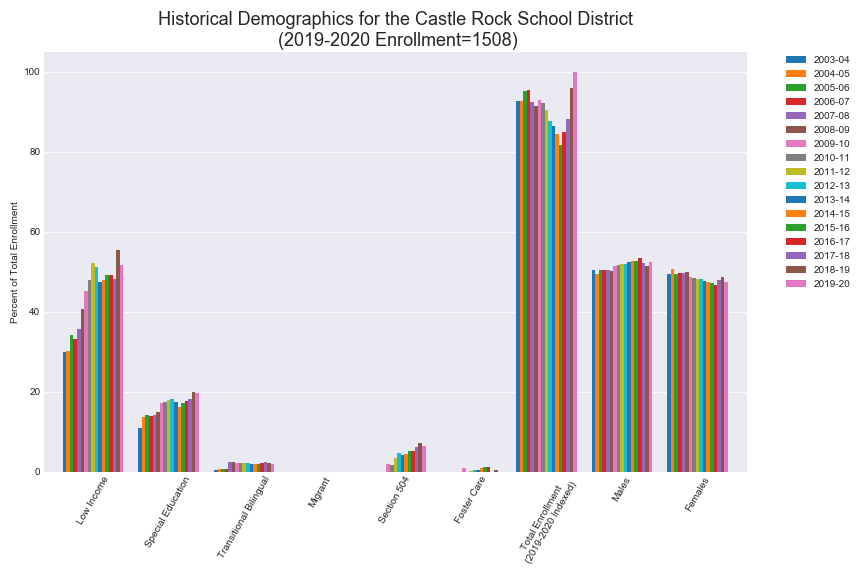 Historical Demographics for the Castle Rock School District
(2019-2020 Enrollment=1508)
Percent of Total Enrollment
100
80
60
40
20
0
Low Income
Special Education
Transitional Bilingual
Migrant
Section 504
Foster Care
Total Enrollment
(2019-2020 Indexed)
Males
Females
2003-04
2004-05
2005-06
2006-07
2007-08
2008-09
2009-10
2010-11
2011-12
2012-13
2013-14
2014-15
2015-16
2016-17
2017-18
2018-19
2019-20